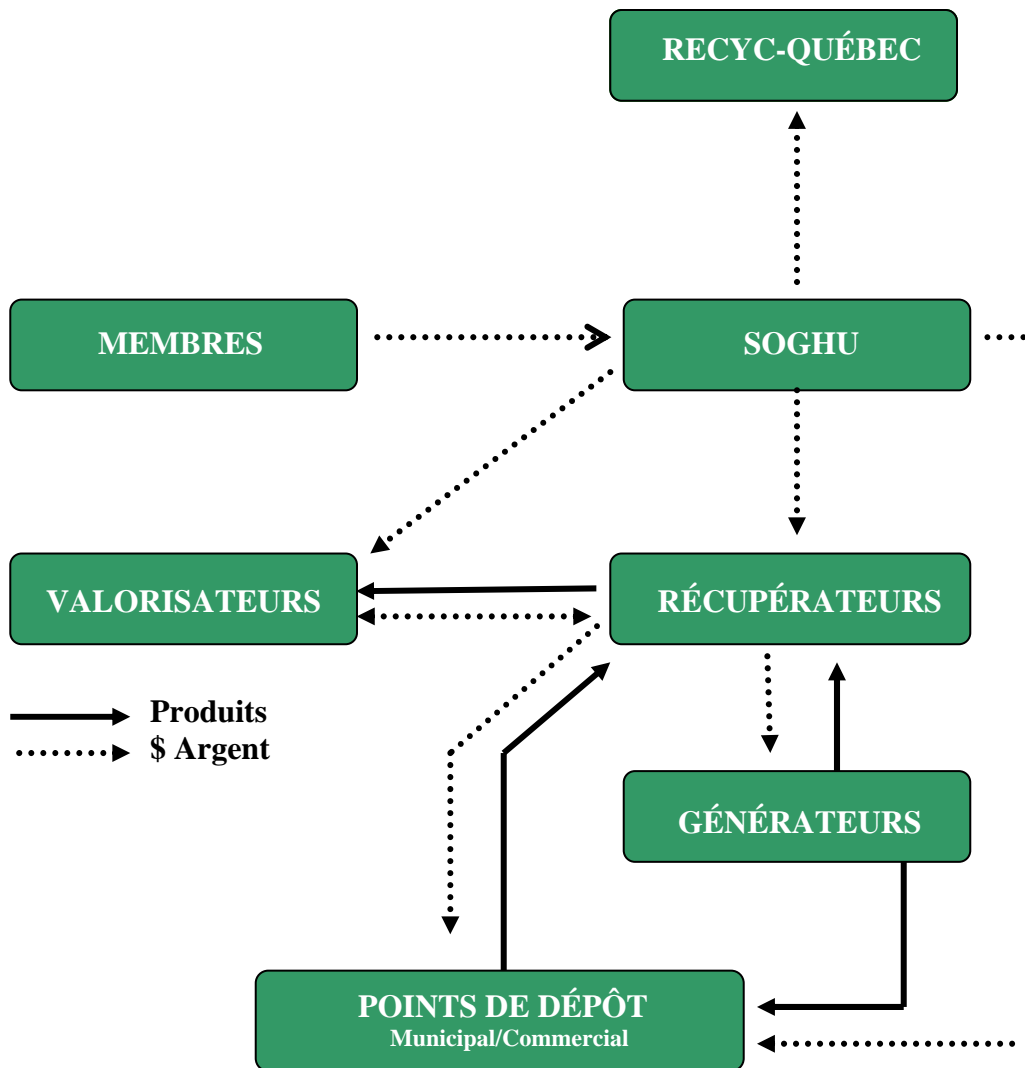 RECYC-QUÉBEC
MEMBRES
SOGHU
VALORISATEURS
RÉCUPÉRATEURS
Produits
$ Argent
GÉNÉRATEURS
POINTS DE DÉPÔT
Municipal/Commercial